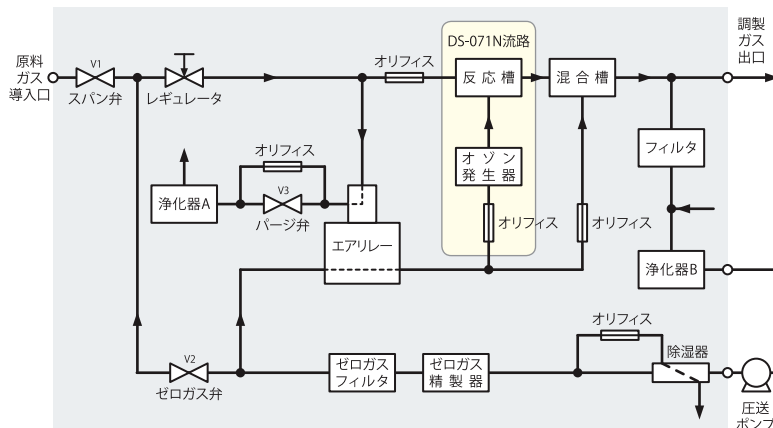 DS-071N流路
調製
ガス
出口
原料
ガス
導入口
V1
スパン弁
レギュレータ
オリフィス
反応槽
混合槽
オリフィス
オゾン
発生器
フィルタ
浄化器A
V3
パージ弁
オリフィス
オリフィス
エアリレー
浄化器B
オリフィス
V2
ゼロガス弁
ゼロガス
フィルタ
ゼロガス
精製器
除湿器
圧送
ポンプ